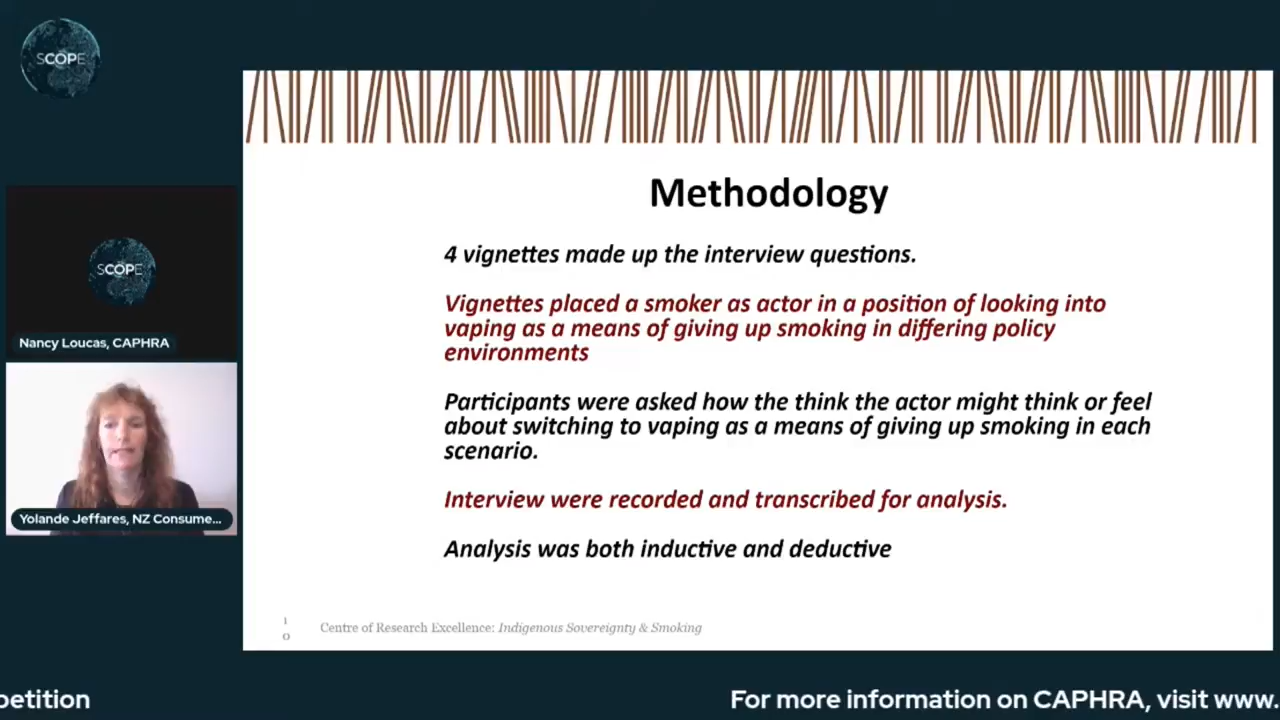 SCOPE
SCOPE
Nancy Loucas, CAPHRA
Yolande Jeffares, NZ Consume...
Methodology
4 vignettes made up the interview questions.
Vignettes placed a smoker as actor in a position of looking into
vaping as a means of giving up smoking in differing policy
environments
Participants were asked how the think the actor might think or feel
about switching to vaping as a means of giving up smoking in each
scenario.
Interview were recorded and transcribed for analysis.
Analysis was both inductive and deductive
1
0
Centre of Research Excellence: Indigenous Sovereignty & Smoking
petition
For more information on CAPHRA, visit www.